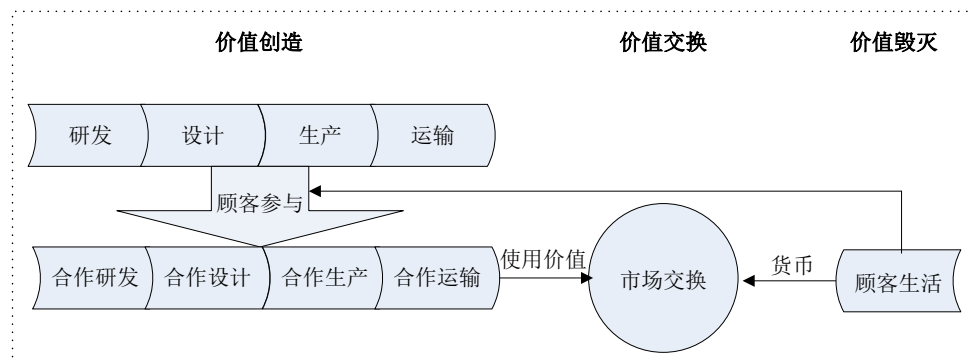 价值创造 价值交换 价值毁灭
研发 设计 生产 运输
顾客参与
合作研发 合作设计 合作生产 合作运输 使用价值 市场交换 货币 顾客生活